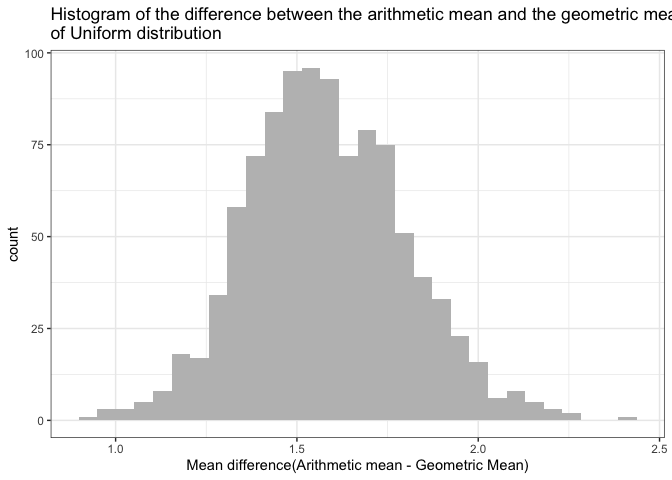 Histogram of the difference between the arithmetic mean and the geometric mea
of Uniform distribution
100
75
50
25
0
count
1.0 1.5 2.0 2.5
Mean difference(Arithmetic mean - Geometric Mean)